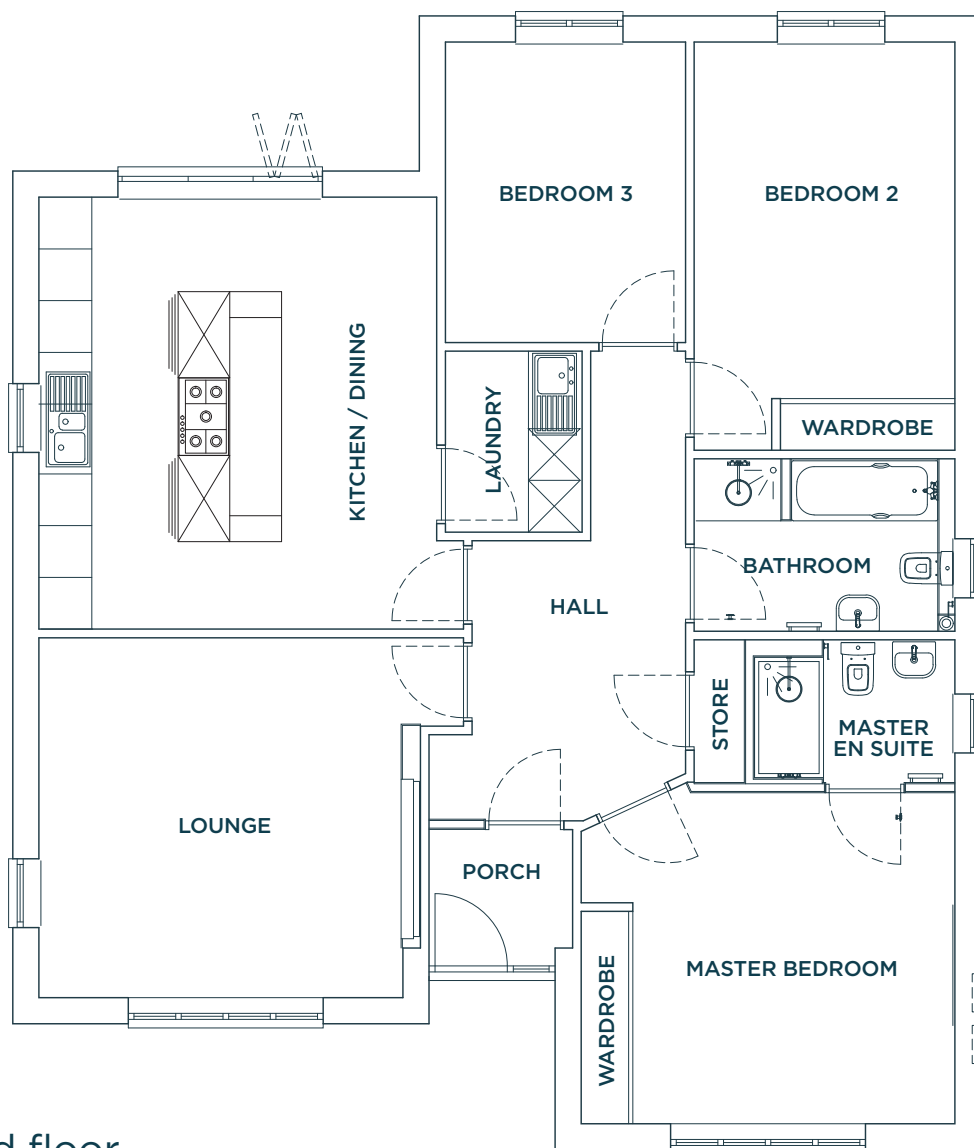 BEDROOM 3
BEDROOM 2
KITCHEN / DINING
LAUNDRY
WARDROBE
BATHROOM
HALL
STORE
MASTER
EN SUITE
LOUNGE
PORCH
MASTER BEDROOM
WARDROBE
floor